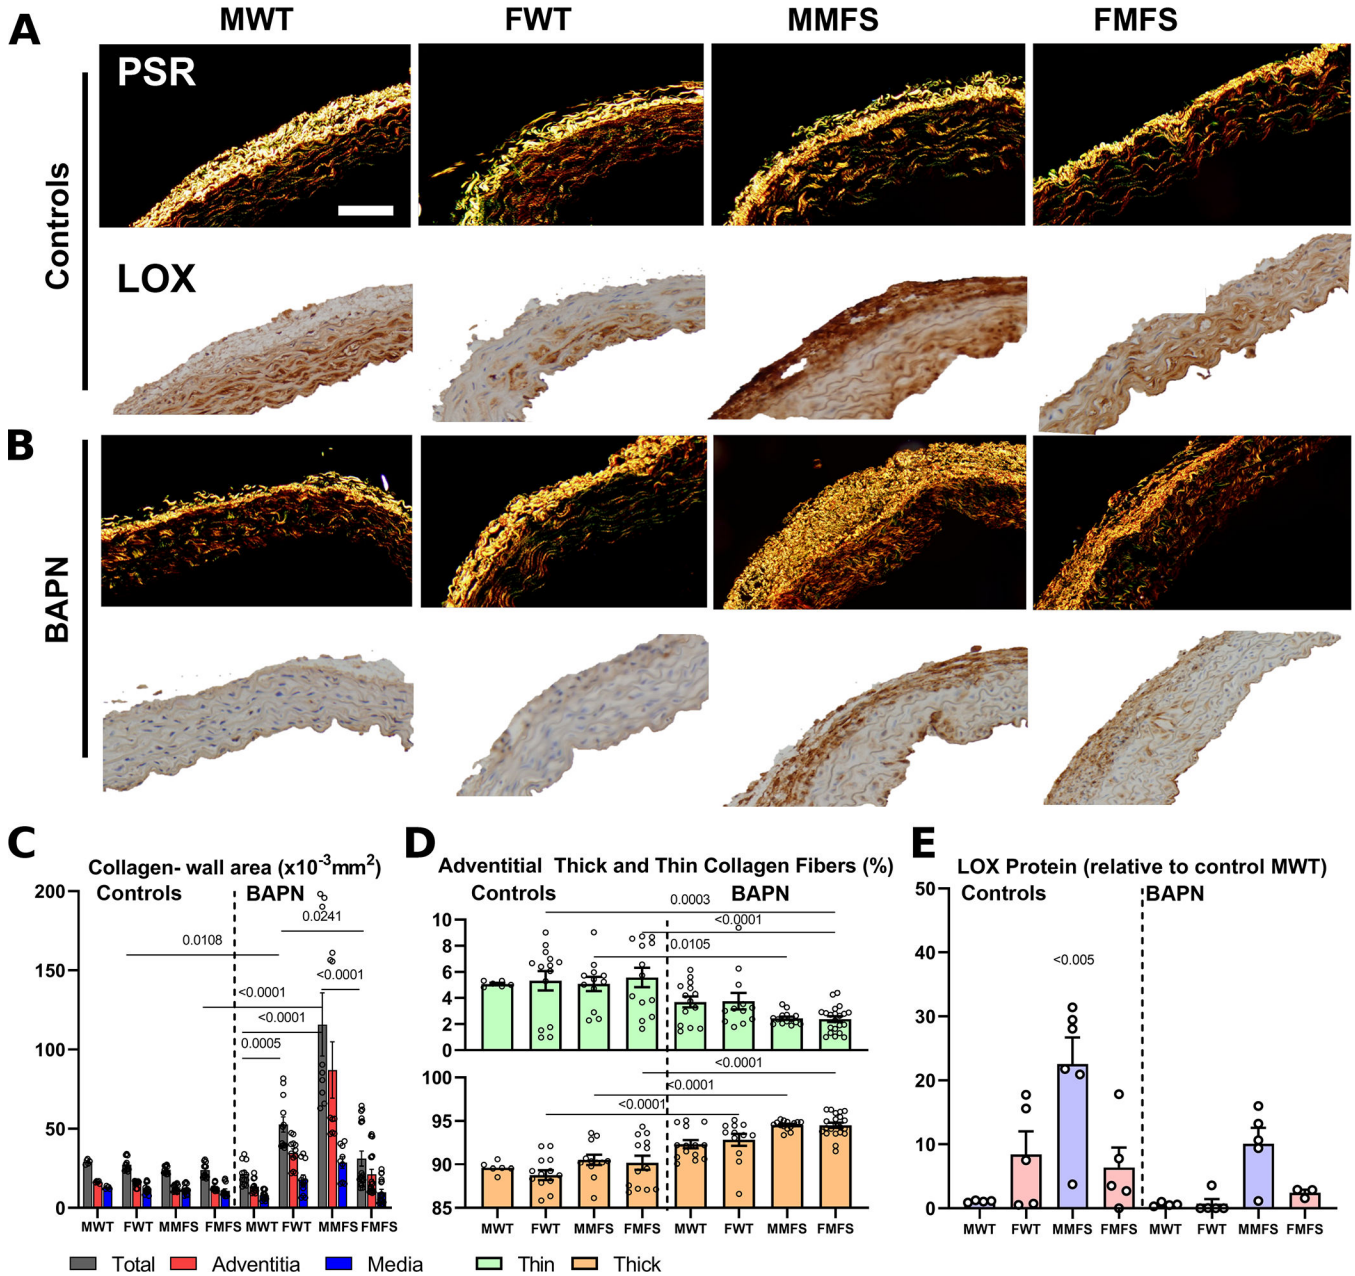 A
MWT FWT MMFS FMFS
Controls
PSR
LOX
B
BAPN
C
Collagen- wall area (x10-3mm2)
Controls BAPN
200
150
100
50
0
0.0241
0.0108
<0.0001
<0.0001
<0.0001
0.0005
MWT FWT MMFS FMFS MWT FWT MMFS FMFS
Total Adventitia Media
D
Adventitial Thick and Thin Collagen Fibers (%)
Controls BAPN
0.0003
<0.0001
0.0105
10
8
6
4
2
0
<0.0001
<0.0001
<0.0001
100
95
90
85
MWT FWT MMFS FMFS MWT FWT MMFS FMFS
Thin Thick
E
LOX Protein (relative to control MWT)
Controls BAPN
50
40
30
20
10
0
<0.005
MWT FWT MMFS FMFS MWT FWT MMFS FMFS